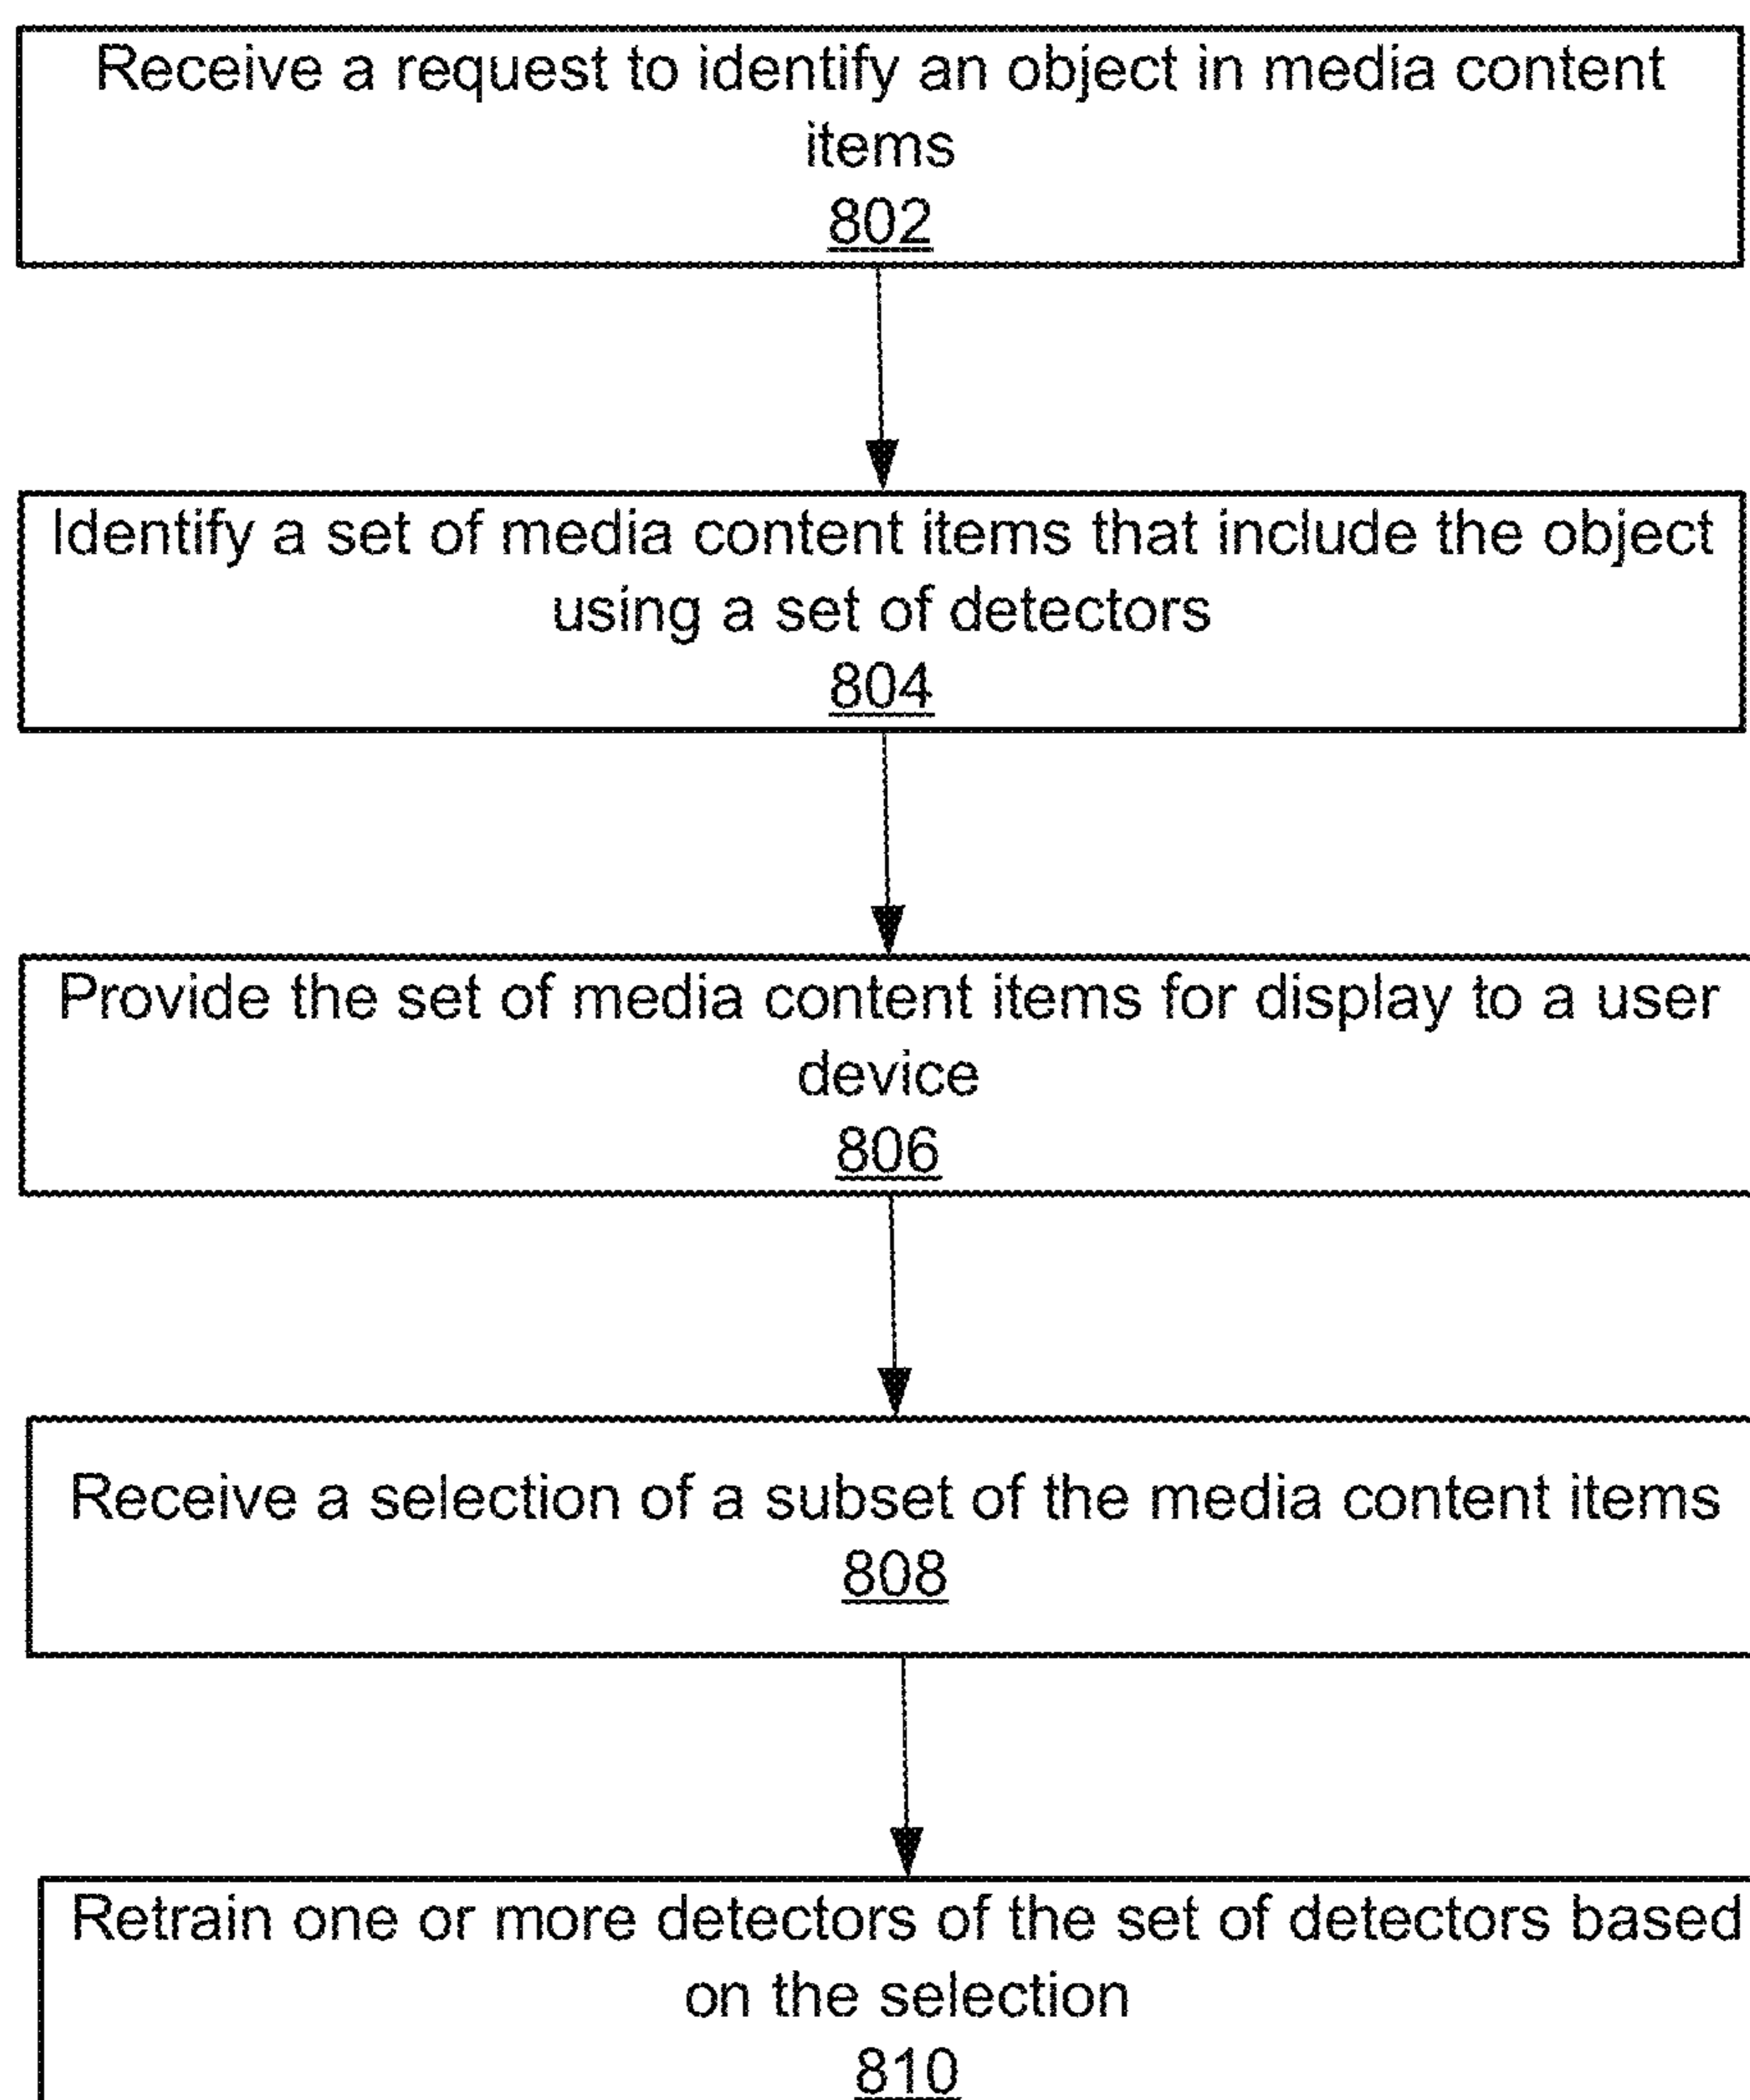 Receive a request to identify an object in media content
items
802
Identify a set of media content items that include the object
using a set of detectors
804
Provide the set of media content items for display to a user
device
806
Receive a selection of a subset of the media content items
808
Retrain one or more detectors of the set of detectors based
on the selection
810